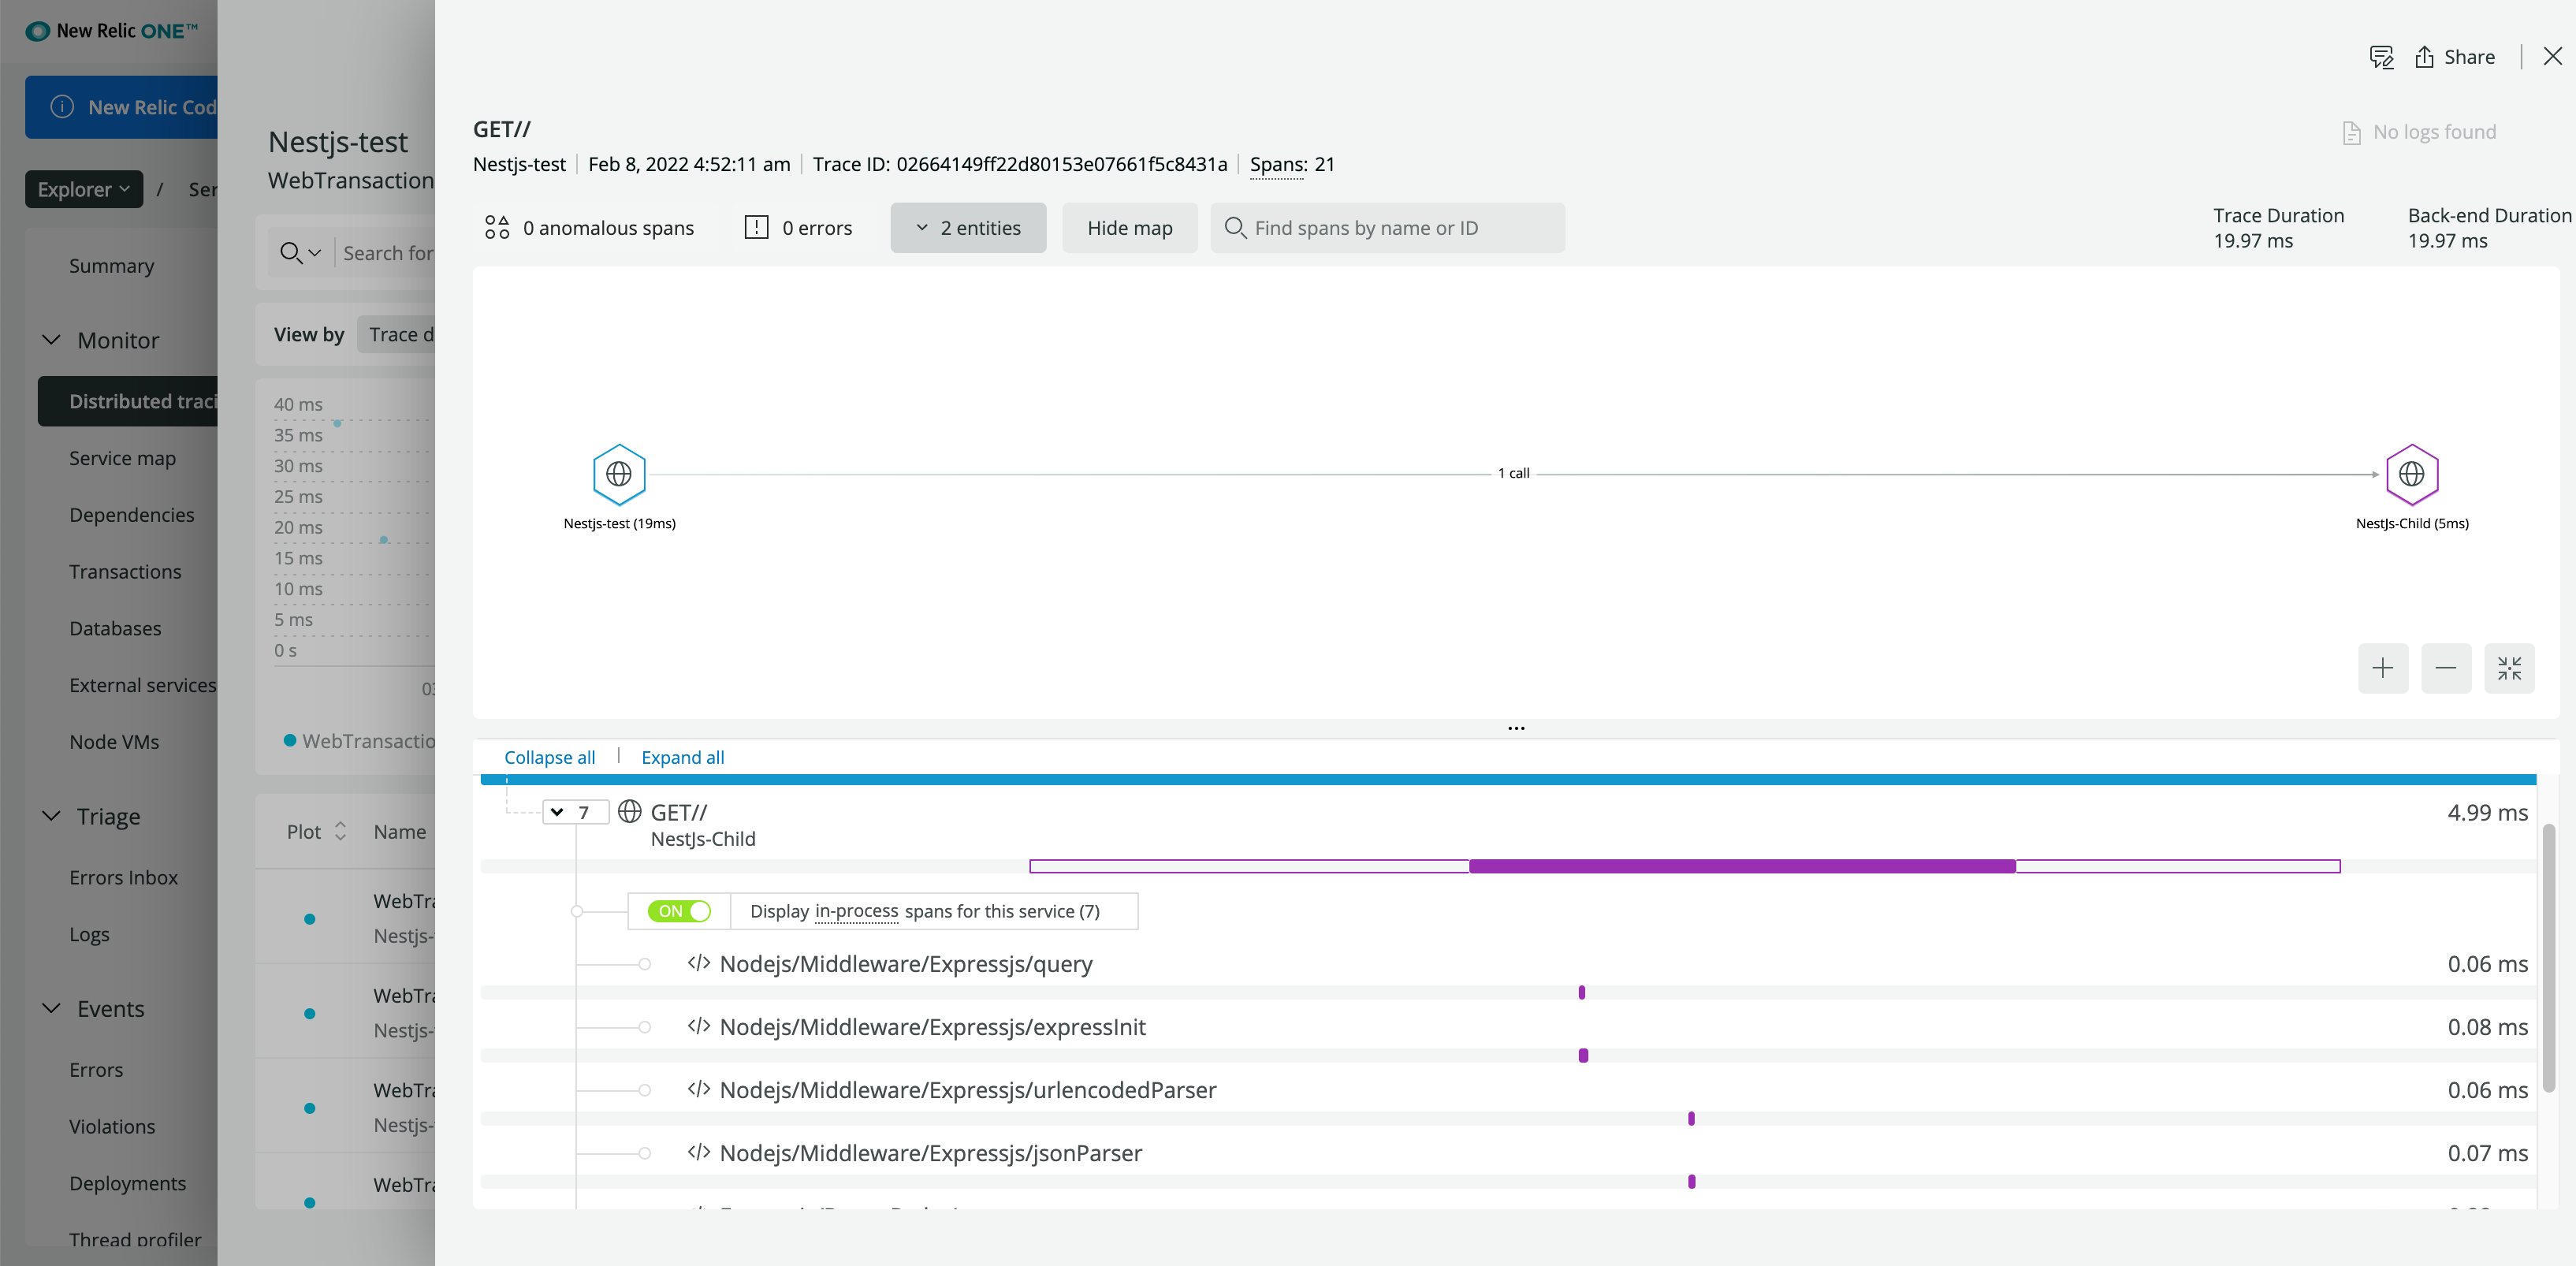 New Relic ONE™
New Relic Cod
Explorer / Ser
Summary
Monitor
Distributed traci
Service map
Dependencies
Transactions
Databases
External services
Node VMs
Triage
Errors Inbox
Logs
Events
Errors
Violations
Deployments
Thread profiler
Nestjs-test
WebTransaction
Search for
View by Trace d
40 ms
35 ms
30 ms
25 ms
20 ms
15 ms
10 ms
5 ms
0 s
03
WebTransactio
Plot Name
WebTra
Nestjs-
WebTra
Nestjs-
WebTra
Nestjs-
WebTra
Share
GET//
No logs found
Nestjs-test Feb 8, 2022 4:52:11 am Trace ID: 02664149ff22d80153e07661f5c8431a Spans: 21
0 anomalous spans 0 errors 2 entities Hide map Find spans by name or ID
Trace Duration
19.97 ms
Back-end Duration
19.97 ms
1 call
Nestjs-test (19ms)
NestJs-Child (5ms)
Collapse all Expand all
7 GET// 4.99 ms
NestJs-Child
ON Display in-process spans for this service (7)
</> Nodejs/Middleware/Expressjs/query 0.06 ms
</> Nodejs/Middleware/Expressjs/expressInit 0.08 ms
</> Nodejs/Middleware/Expressjs/urlencodedParser 0.06 ms
</> Nodejs/Middleware/Expressjs/jsonParser 0.07 ms